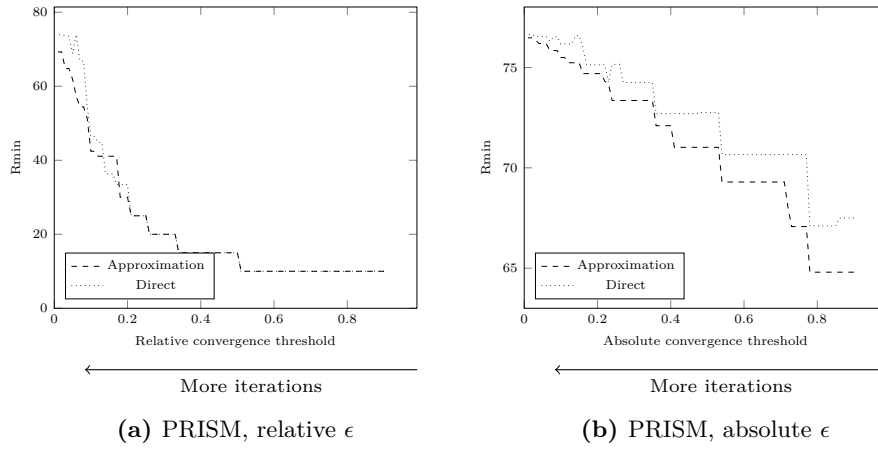 80
60
40
20
0
Rmin
0
0.2
0.4
0.6
0.8
Approximation
Direct
Relative convergence threshold
More iterations
(a) PRISM, relative ϵ
75
70
65
Rmin
0
0.2
0.4
0.6
0.8
Approximation
Direct
Absolute convergence threshold
More iterations
(b) PRISM, absolute ϵ